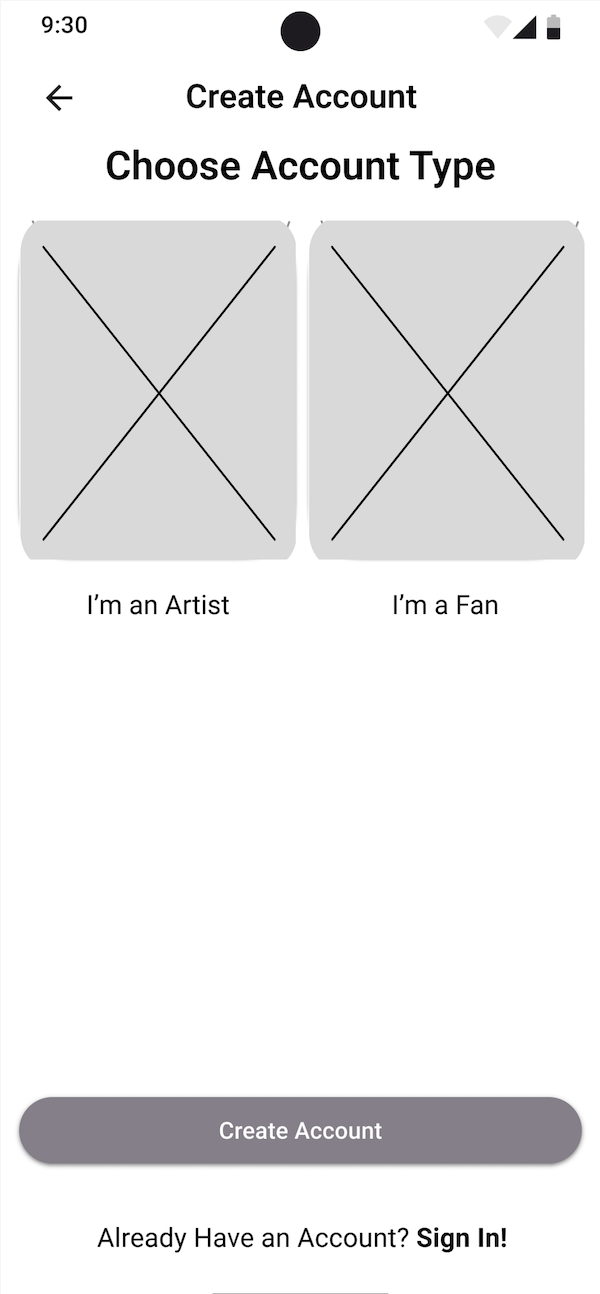 9:30
Create Account
Choose Account Type
I’m an Artist
I’m a Fan
Create Account
Already Have an Account? Sign In!